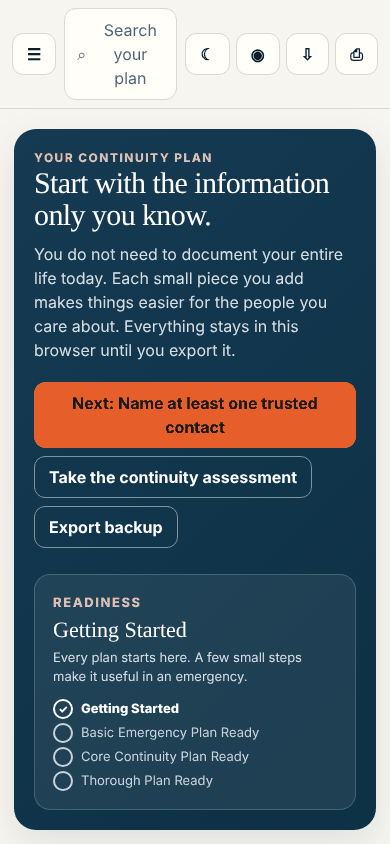 Search
your
plan
YOUR CONTINUITY PLAN
Start with the information
only you know.
You do not need to document your entire
life today. Each small piece you add
makes things easier for the people you
care about. Everything stays in this
browser until you export it.
Next: Name at least one trusted
contact
Take the continuity assessment
Export backup
READINESS
Getting Started
Every plan starts here. A few small steps
make it useful in an emergency.
Getting Started
Basic Emergency Plan Ready
Core Continuity Plan Ready
Thorough Plan Ready